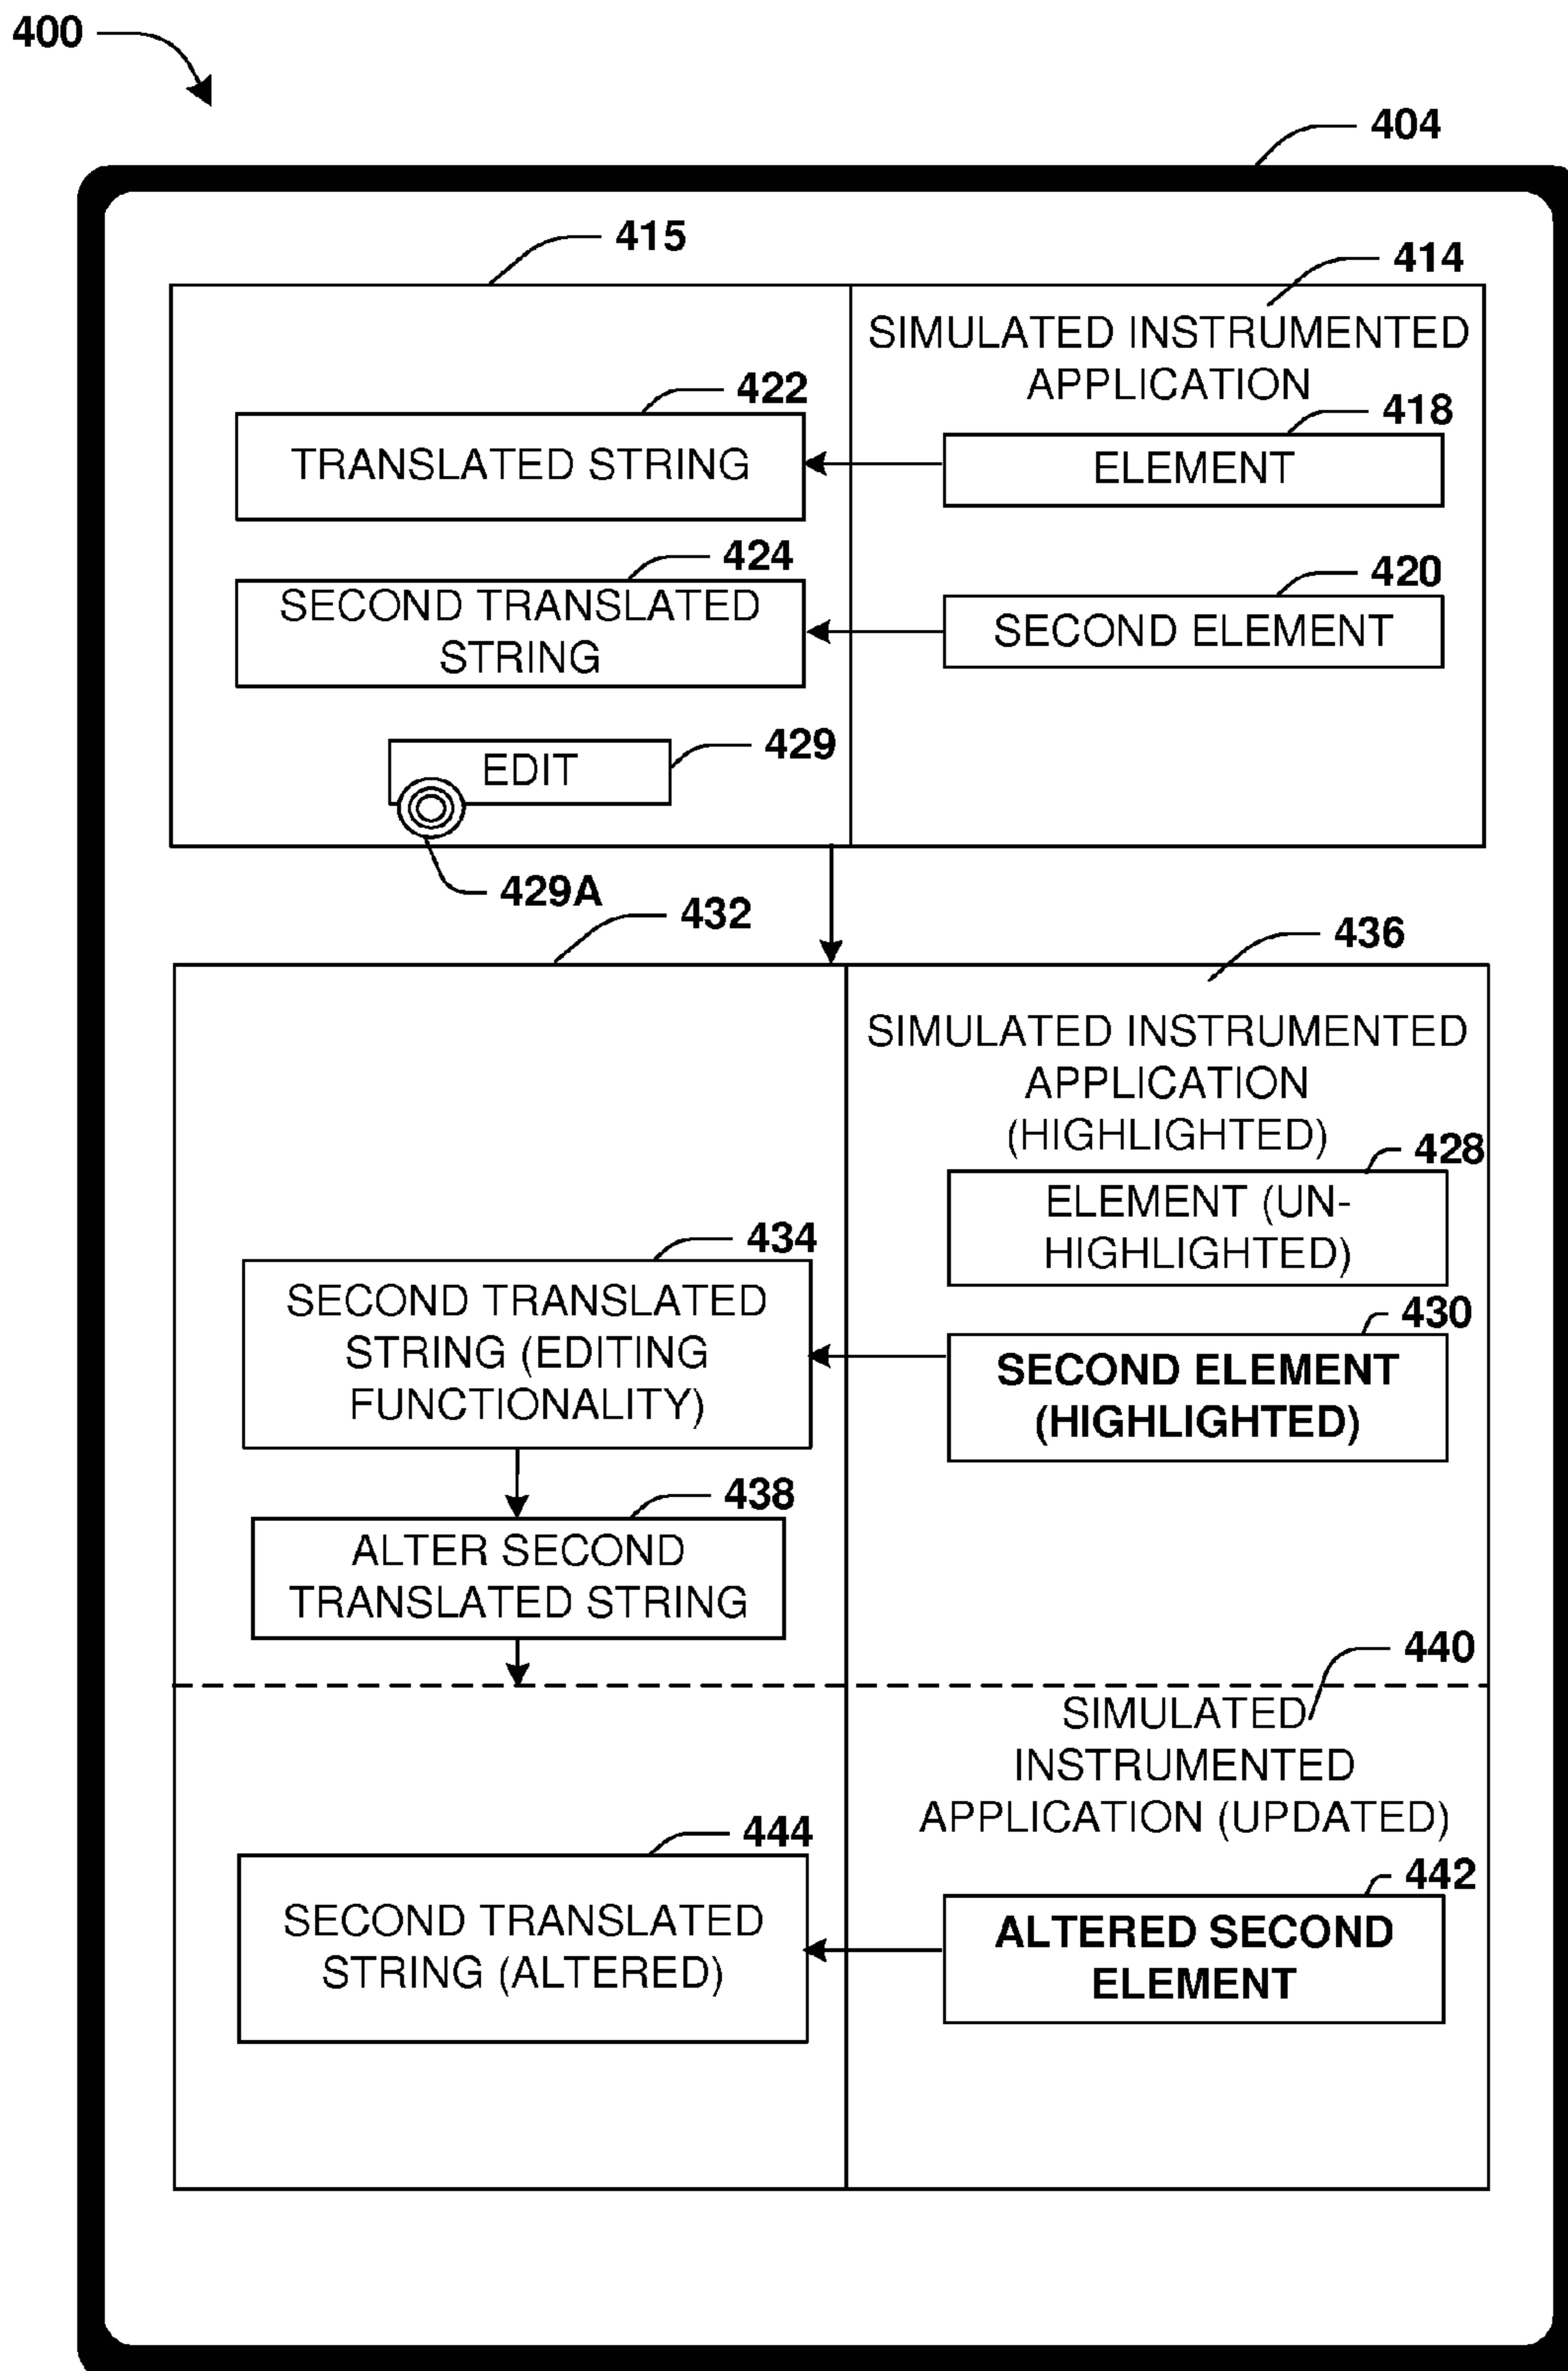 400
404
415
414
SIMULATED INSTRUMENTED
APPLICATION
422
418
TRANSLATED STRING
ELEMENT
424
420
SECOND TRANSLATED
STRING
SECOND ELEMENT
429
EDIT
429A
432
436
SIMULATED INSTRUMENTED
APPLICATION
(HIGHLIGHTED)
428
ELEMENT (UN-
HIGHLIGHTED)
434
430
SECOND TRANSLATED
STRING (EDITING
FUNCTIONALITY)
SECOND ELEMENT
(HIGHLIGHTED)
438
ALTER SECOND
TRANSLATED STRING
440
SIMULATED
INSTRUMENTED
APPLICATION (UPDATED)
444
442
SECOND TRANSLATED
STRING (ALTERED)
ALTERED SECOND
ELEMENT